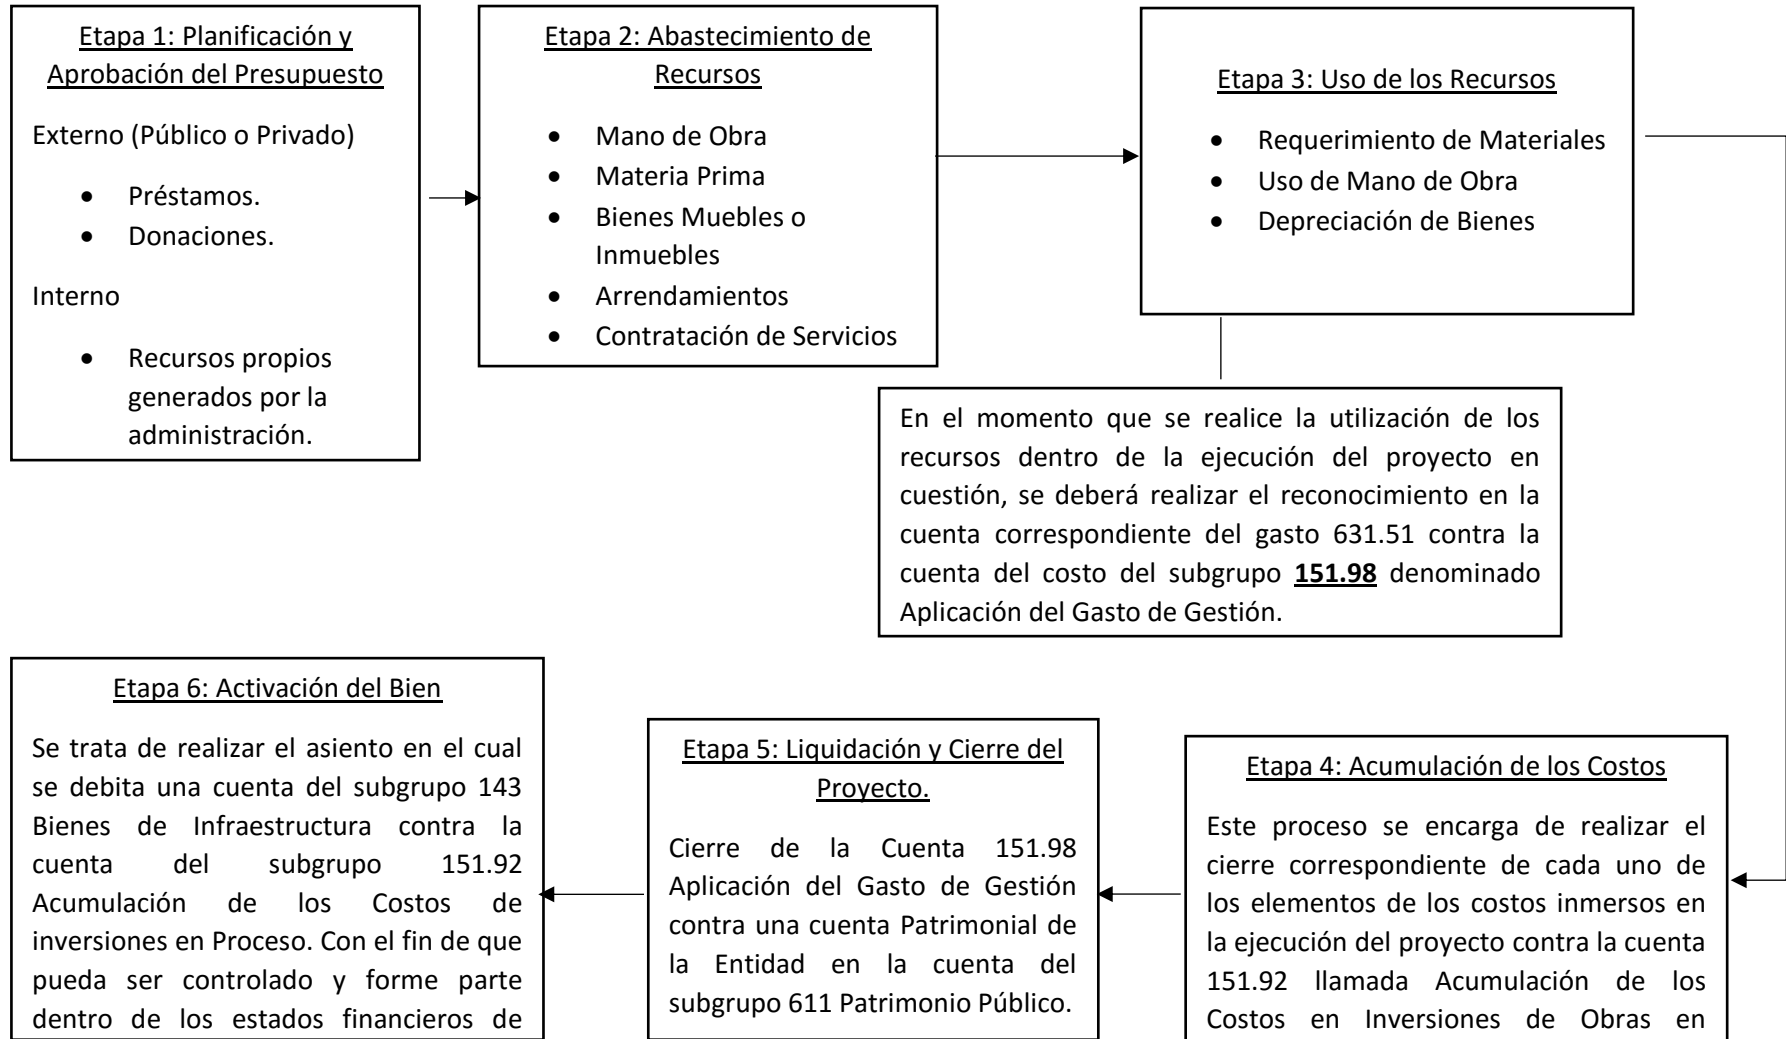 Etapa 1: Planificación y
Aprobación del Presupuesto
Externo (Público o Privado)
• Préstamos.
• Donaciones.
Interno
• Recursos propios
generados por la
administración.
Etapa 2: Abastecimiento de
Recursos
• Mano de Obra
• Materia Prima
• Bienes Muebles o
Inmuebles
• Arrendamientos
• Contratación de Servicios
Etapa 3: Uso de los Recursos
• Requerimiento de Materiales
• Uso de Mano de Obra
• Depreciación de Bienes
En el momento que se realice la utilización de los
recursos dentro de la ejecución del proyecto en
cuestión, se deberá realizar el reconocimiento en la
cuenta correspondiente del gasto 631.51 contra la
cuenta del costo del subgrupo 151.98 denominado
Aplicación del Gasto de Gestión.
Etapa 4: Acumulación de los Costos
Este proceso se encarga de realizar el
cierre correspondiente de cada uno de
los elementos de los costos inmersos en
la ejecución del proyecto contra la cuenta
151.92 llamada Acumulación de los
Costos en Inversiones de Obras en
Etapa 5: Liquidación y Cierre del
Proyecto.
Cierre de la Cuenta 151.98
Aplicación del Gasto de Gestión
contra una cuenta Patrimonial de
la Entidad en la cuenta del
subgrupo 611 Patrimonio Público.
Etapa 6: Activación del Bien
Se trata de realizar el asiento en el cual
se debita una cuenta del subgrupo 143
Bienes de Infraestructura contra la
cuenta del subgrupo 151.92
Acumulación de los Costos de
inversiones en Proceso. Con el fin de que
pueda ser controlado y forme parte
dentro de los estados financieros de